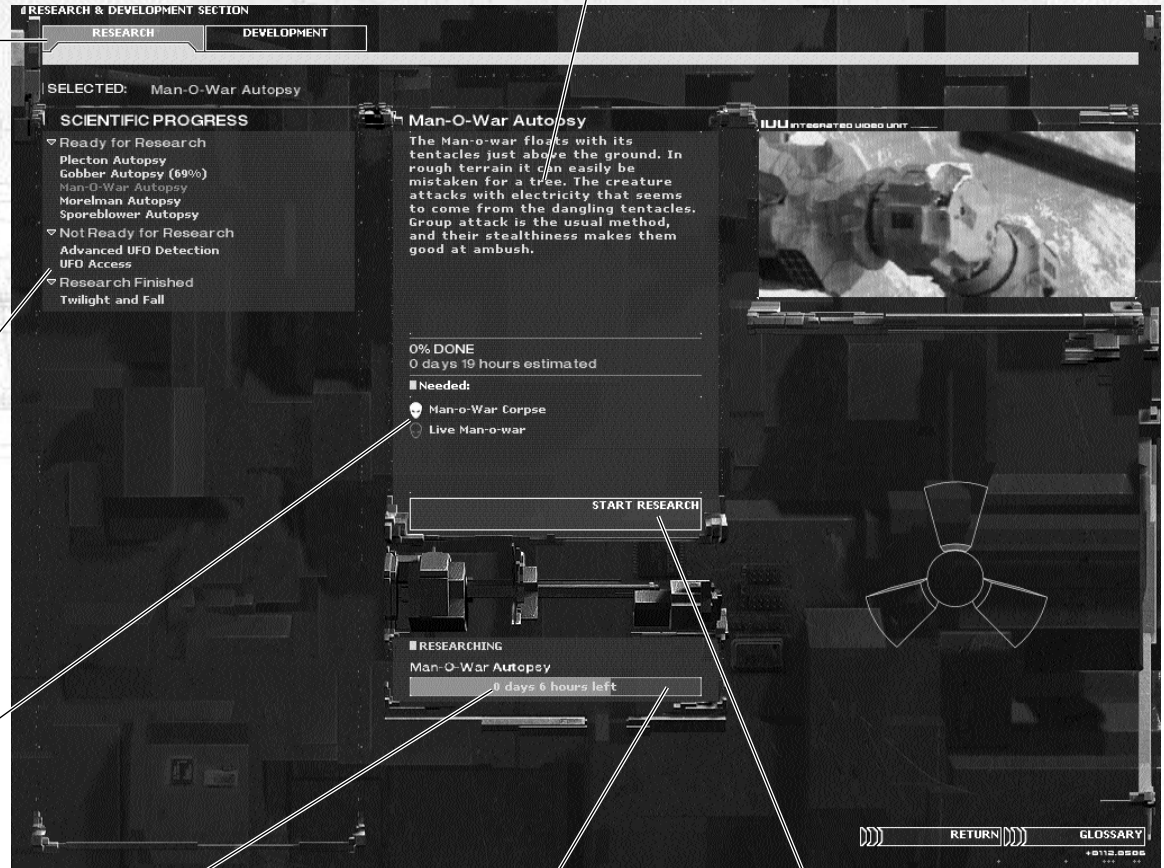 RESEARCH & DEVELOPMENT SECTION
RESEARCH
DEVELOPMENT
SELECTED: Man-O-War Autopsy
SCIENTIFIC PROGRESS
Ready for Research
Plecton Autopsy
Gobber Autopsy (69%)
Man-O-War Autopsy
Morelman Autopsy
Sporeblower Autopsy
Not Ready for Research
Advanced UFO Detection
UFO Access
Research Finished
Twilight and Fall
Man-O-War Autopsy
The Man-o-war floats with its
tentacles just above the ground. In
rough terrain it can easily be
mistaken for a tree. The creature
attacks with electricity that seems
to come from the dangling tentacles.
Group attack is the usual method,
and their stealthiness makes them
good at ambush.
0% DONE
0 days 19 hours estimated
Needed:
Man-o-War Corpse
Live Man-o-war
START RESEARCH
RESEARCHING
Man-O-War Autopsy
0 days 6 hours left
IVU INTEGRATED VIDEO UNIT
RETURN
GLOSSARY
+0112.0506